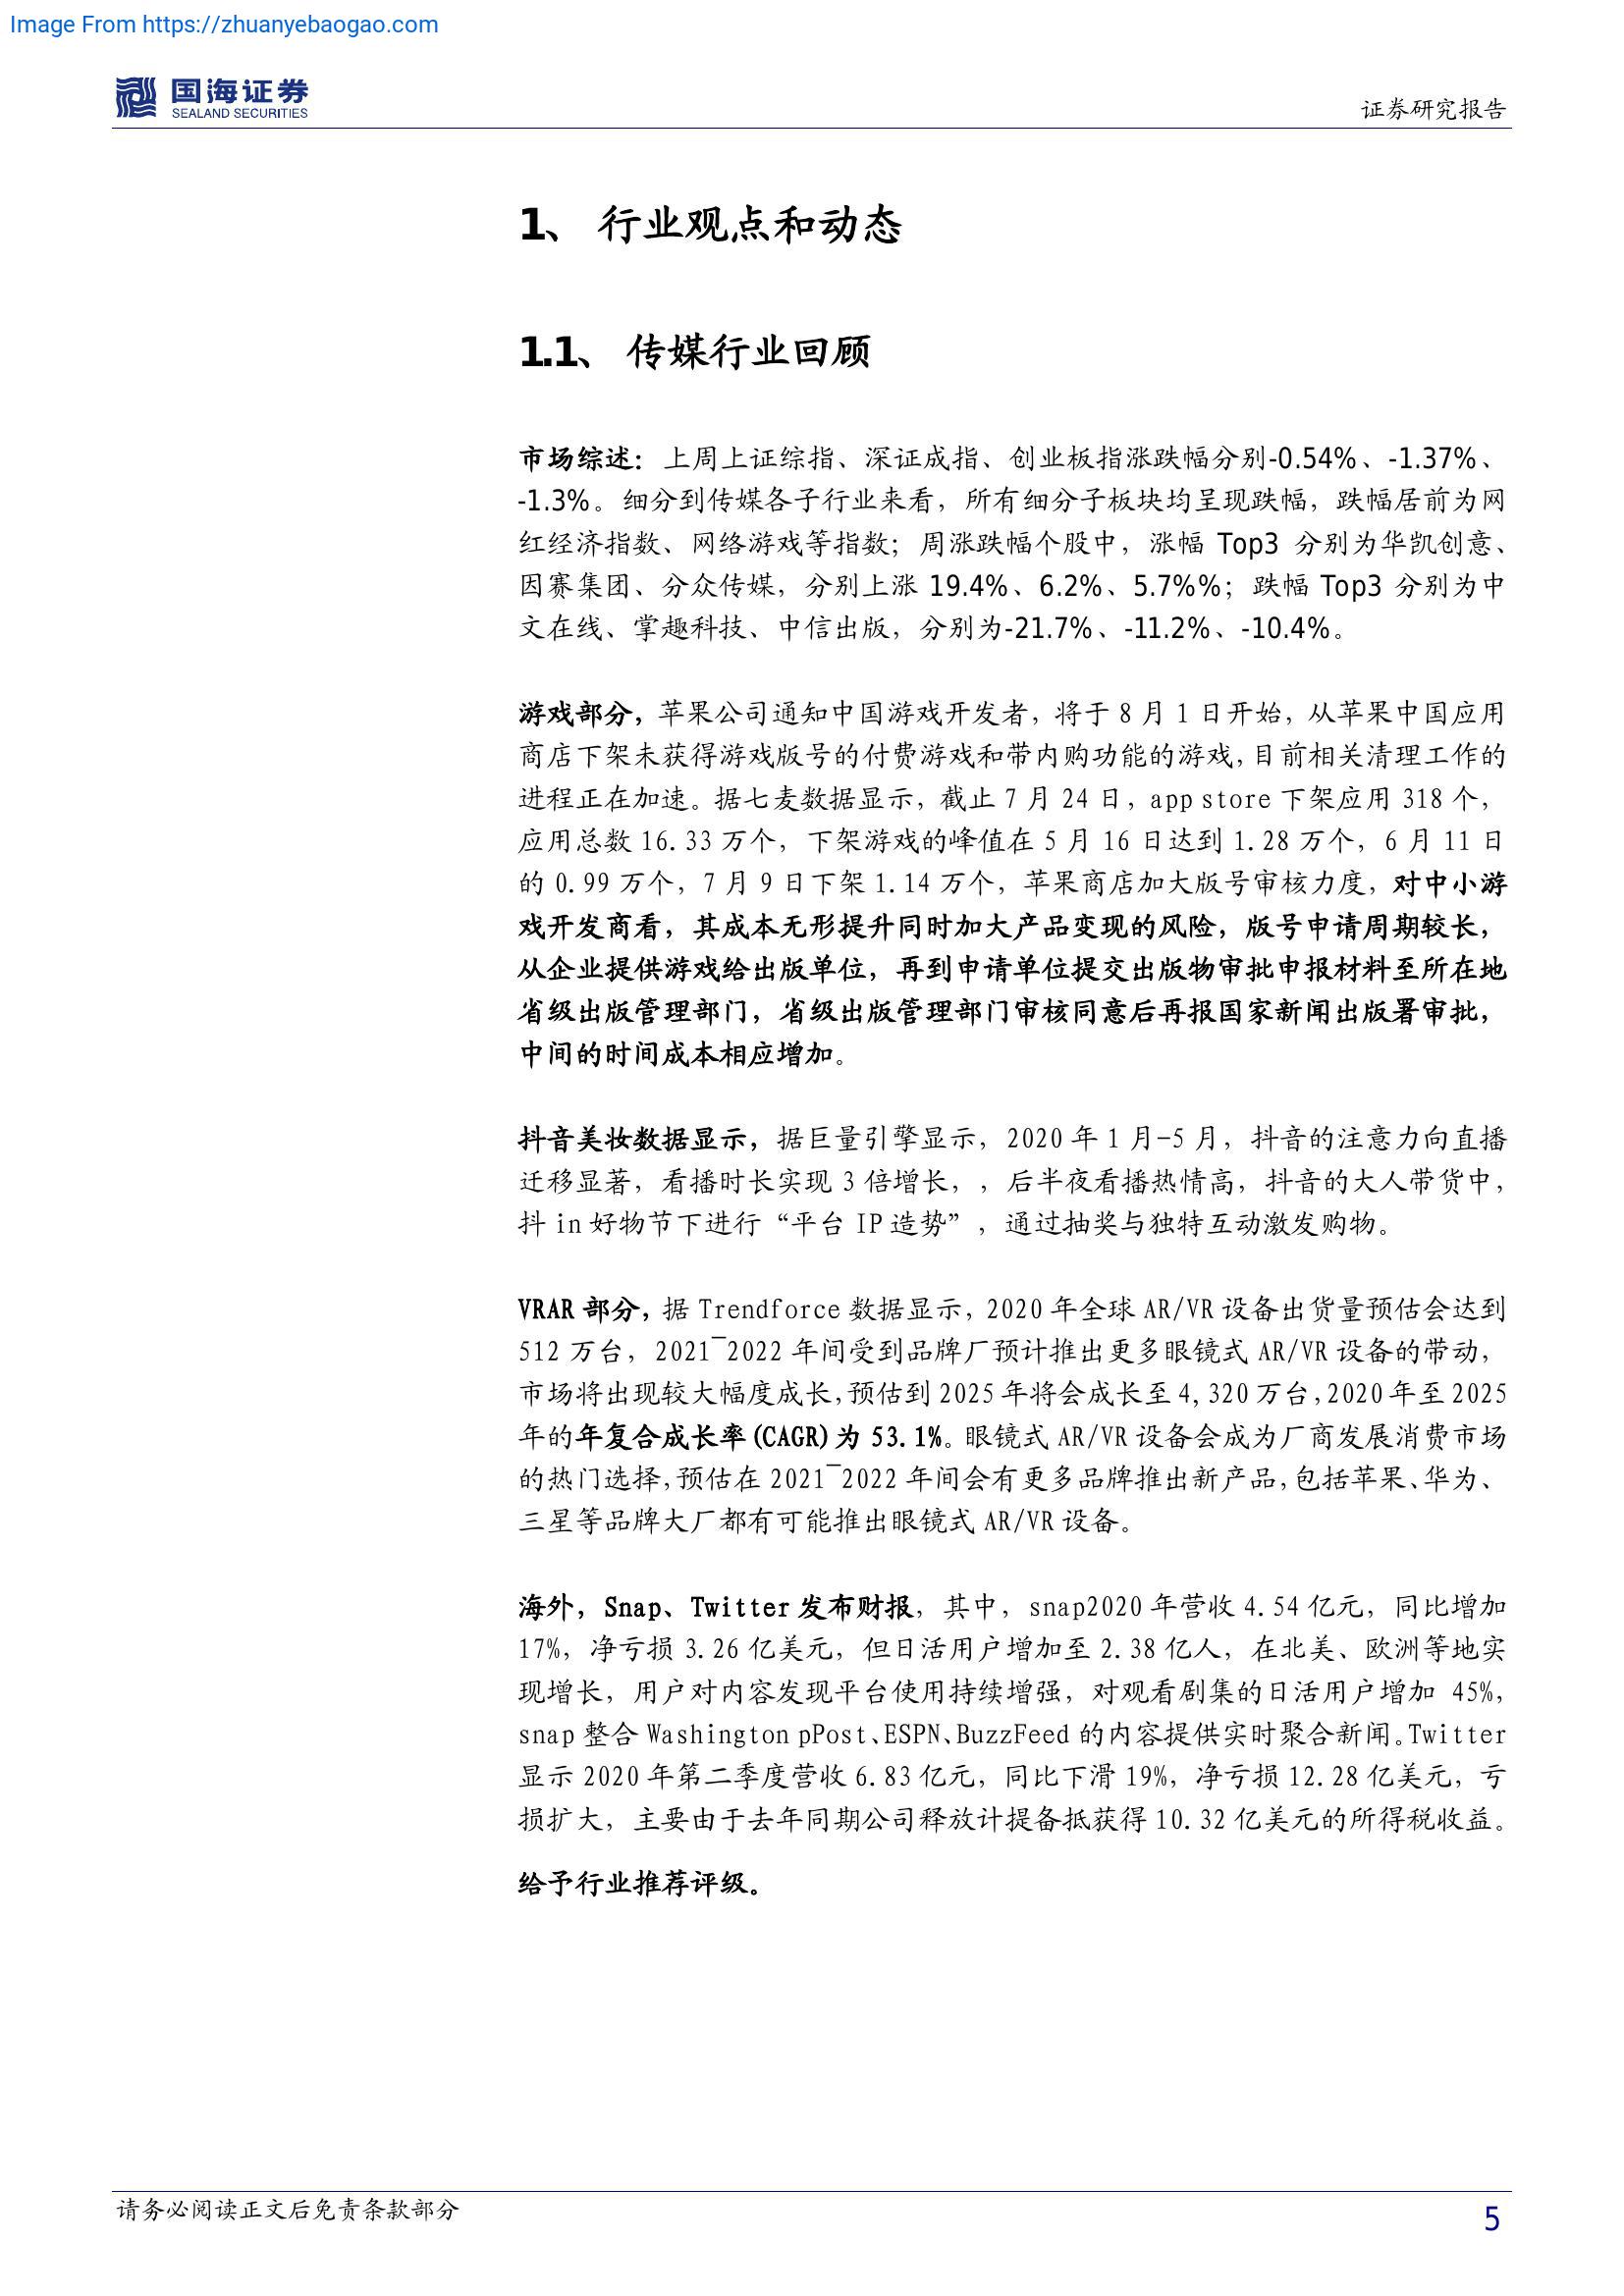 Image From https://zhuanyebaogao.com
国海证券
SEALAND SECURITIES
证券研究报告
1、 行业观点和动态
1.1、 传媒行业回顾
市场综述：上周上证综指、深证成指、创业板指涨跌幅分别-0.54%、-1.37%、
-1.3%。细分到传媒各子行业来看，所有细分子板块均呈现跌幅，跌幅居前为网
红经济指数、网络游戏等指数；周涨跌幅个股中，涨幅 Top3 分别为华凯创意、
因赛集团、分众传媒，分别上涨 19.4%、6.2%、5.7%%；跌幅 Top3 分别为中
文在线、掌趣科技、中信出版，分别为-21.7%、-11.2%、-10.4%。
游戏部分，苹果公司通知中国游戏开发者，将于 8 月 1 日开始，从苹果中国应用
商店下架未获得游戏版号的付费游戏和带内购功能的游戏，目前相关清理工作的
进程正在加速。据七麦数据显示，截止 7 月 24 日，app store 下架应用 318 个，
应用总数 16.33 万个，下架游戏的峰值在 5 月 16 日达到 1.28 万个，6 月 11 日
的 0.99 万个，7 月 9 日下架 1.14 万个，苹果商店加大版号审核力度，对中小游
戏开发商看，其成本无形提升同时加大产品变现的风险，版号申请周期较长，
从企业提供游戏给出版单位，再到申请单位提交出版物审批申报材料至所在地
省级出版管理部门，省级出版管理部门审核同意后再报国家新闻出版署审批，
中间的时间成本相应增加。
抖音美妆数据显示，据巨量引擎显示，2020 年 1 月-5 月，抖音的注意力向直播
迁移显著，看播时长实现 3 倍增长，，后半夜看播热情高，抖音的大人带货中，
抖 in 好物节下进行“平台 IP 造势”，通过抽奖与独特互动激发购物。
VRAR 部分，据 Trendforce 数据显示，2020 年全球 AR/VR 设备出货量预估会达到
512 万台，2021‾2022 年间受到品牌厂预计推出更多眼镜式 AR/VR 设备的带动，
市场将出现较大幅度成长，预估到 2025 年将会成长至 4,320 万台，2020 年至 2025
年的年复合成长率(CAGR)为 53.1%。眼镜式 AR/VR 设备会成为厂商发展消费市场
的热门选择，预估在 2021‾2022 年间会有更多品牌推出新产品，包括苹果、华为、
三星等品牌大厂都有可能推出眼镜式 AR/VR 设备。
海外，Snap、Twitter 发布财报，其中，snap2020 年营收 4.54 亿元，同比增加
17%，净亏损 3.26 亿美元，但日活用户增加至 2.38 亿人，在北美、欧洲等地实
现增长，用户对内容发现平台使用持续增强，对观看剧集的日活用户增加 45%，
snap 整合 Washington pPost、ESPN、BuzzFeed 的内容提供实时聚合新闻。Twitter
显示 2020 年第二季度营收 6.83 亿元，同比下滑 19%，净亏损 12.28 亿美元，亏
损扩大，主要由于去年同期公司释放计提备抵获得 10.32 亿美元的所得税收益。
给予行业推荐评级。
请务必阅读正文后免责条款部分
5